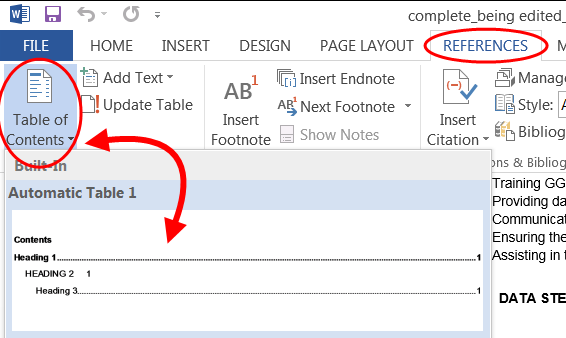 complete_being edited_
FILE HOME INSERT DESIGN PAGE LAYOUT REFERENCES M
Table of Contents
Add Text
Update Table
AB1
Insert Footnote
Insert Endnote
AB1 Next Footnote
Show Notes
Insert Citation
Manage
Style: A
Bibliog
ons & Bibliog
Built-In
Automatic Table 1
Contents
Heading 1 1
HEADING 2 1
Heading 3 1
Training GG
Providing da
Communicat
Ensuring the
Assisting in t
DATA STE